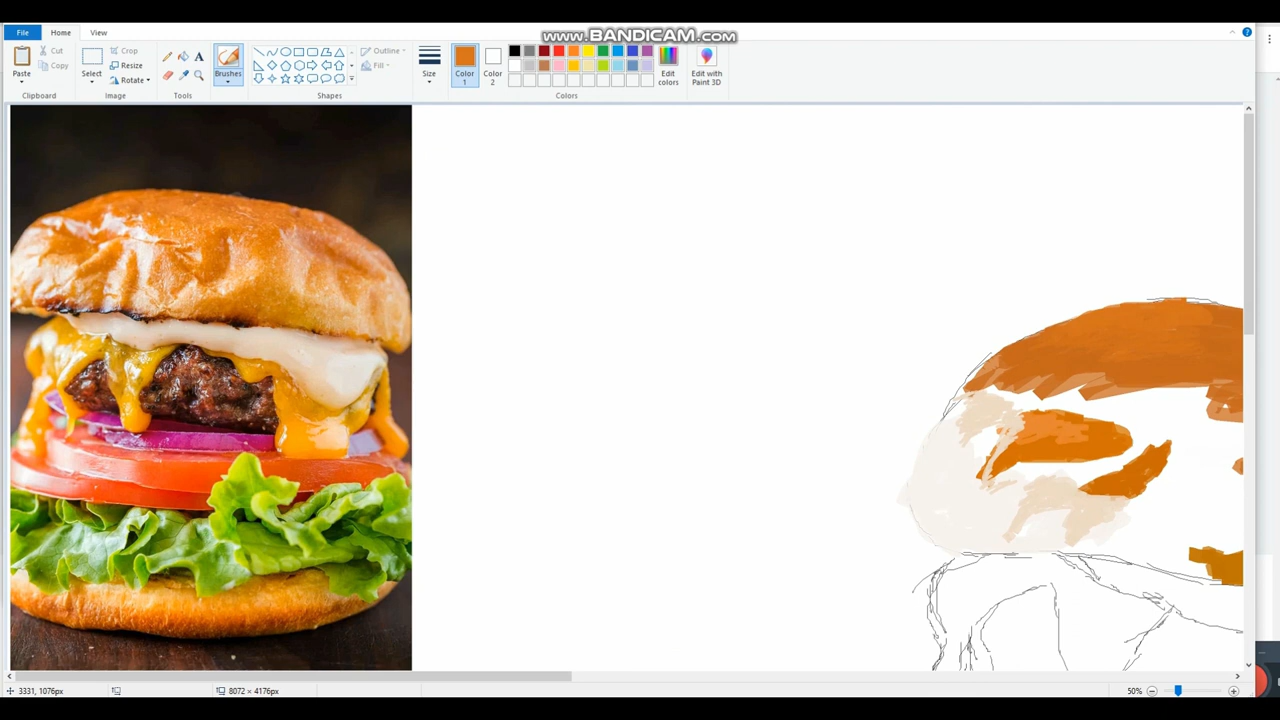 www.BANDICAM.com
File Home View
Paste
Cut
Copy
Clipboard
Select
Crop
Resize
Rotate
Image
A
Tools
Brushes
Outline
Fill
Shapes
Size
Color 1
Color 2
Edit colors
Edit with Paint 3D
Colors
3331, 1076px
8072 × 4176px
50%